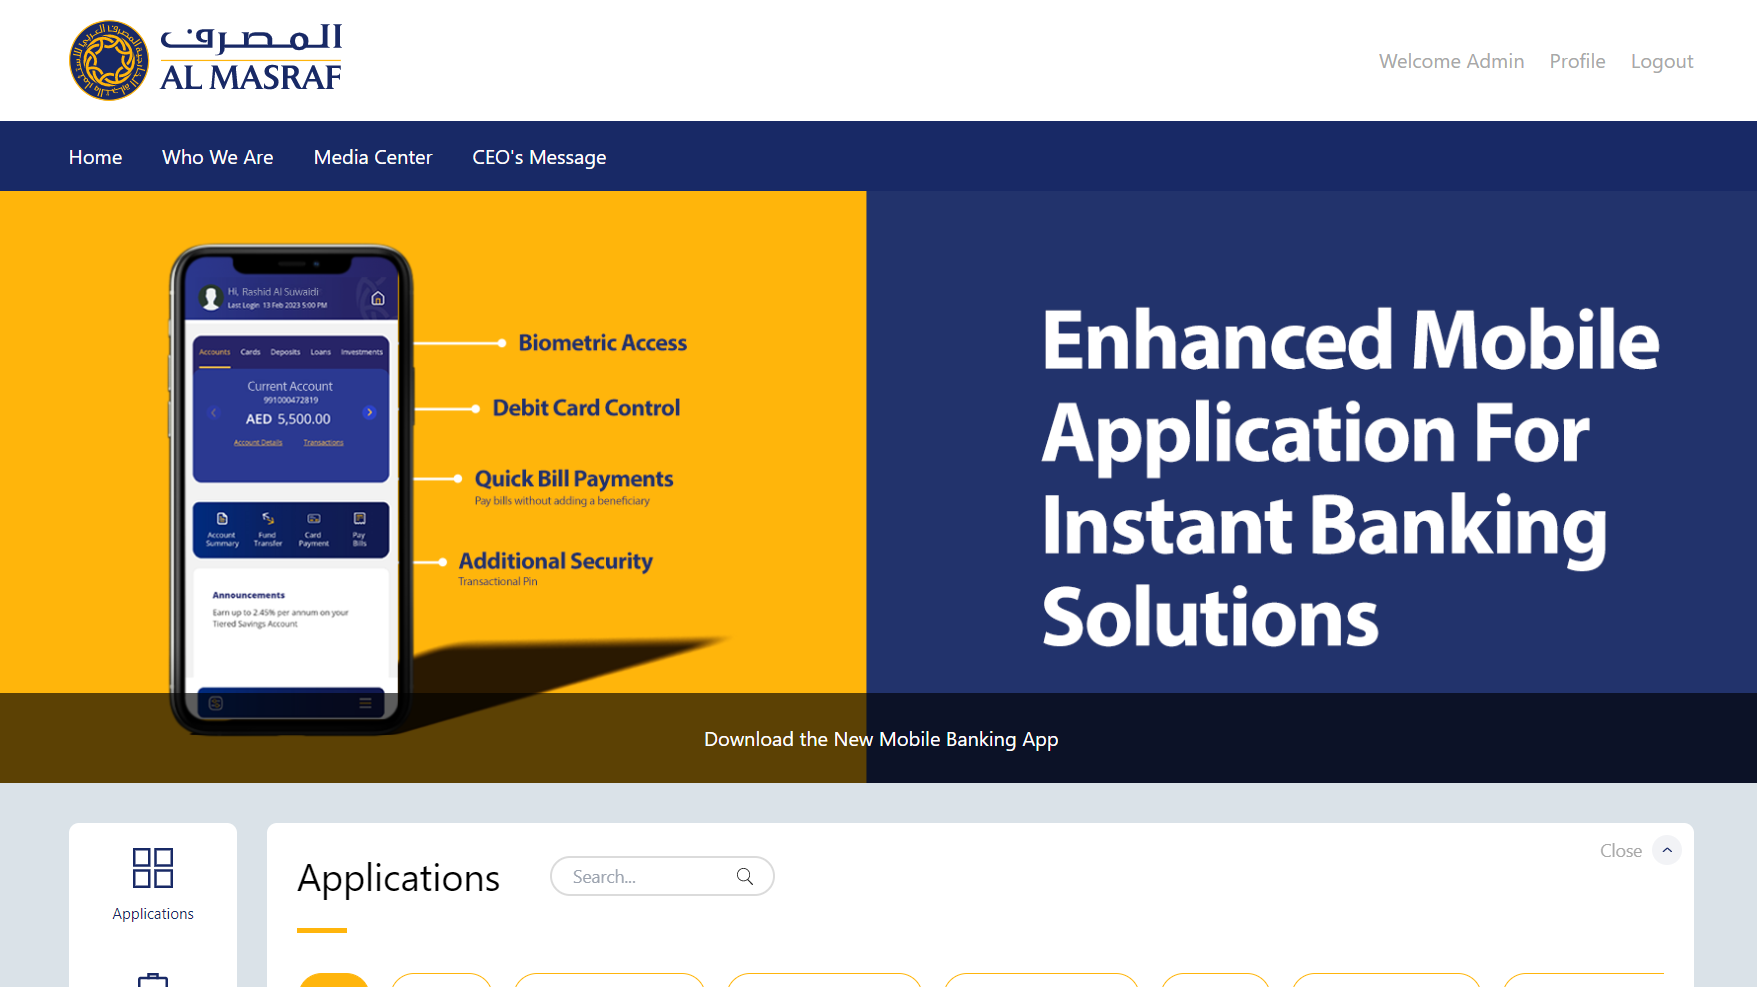 المصرف
AL MASRAF
Welcome Admin Profile Logout
Home Who We Are Media Center CEO's Message
Hi, Rashid Al Suwaidi
Last Login 13 Feb 2023 5:00 PM
Accounts Cards Deposits Loans Investments
Current Account
991000472819
AED 5,500.00
Account Details Transactions
Account Summary
Fund Transfer
Card Payment
Pay Bills
Announcements
Earn up to 2.45% per annum on your
Tiered Savings Account
Biometric Access
Debit Card Control
Quick Bill Payments
Pay bills without adding a beneficiary
Additional Security
Transactional Pin
Enhanced Mobile
Application For
Instant Banking
Solutions
Download the New Mobile Banking App
Applications
Applications
Search...
Close